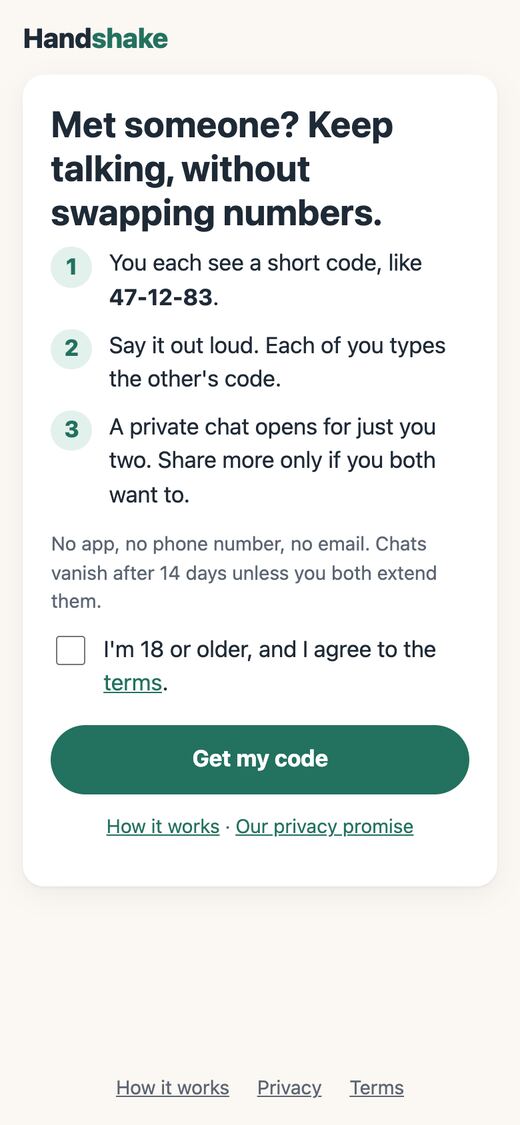 Handshake
Met someone? Keep
talking, without
swapping numbers.
1 You each see a short code, like
47-12-83.
2 Say it out loud. Each of you types
the other's code.
3 A private chat opens for just you
two. Share more only if you both
want to.
No app, no phone number, no email. Chats
vanish after 14 days unless you both extend
them.
I'm 18 or older, and I agree to the
terms.
Get my code
How it works · Our privacy promise
How it works Privacy Terms